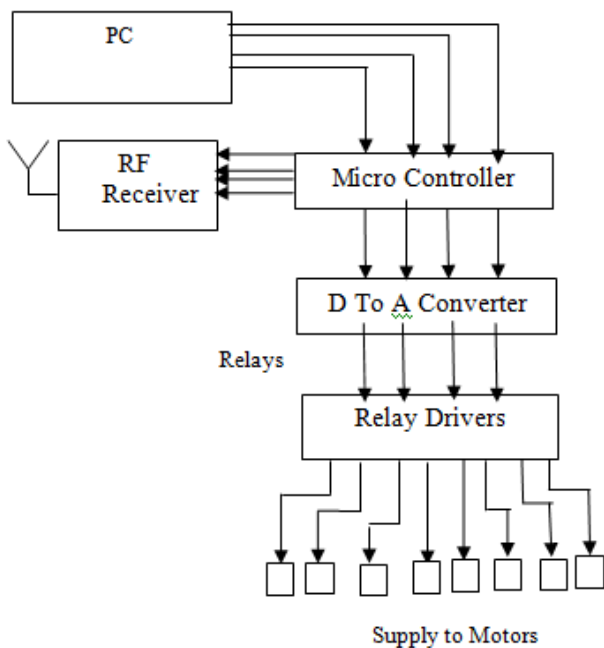 PC
RF
Receiver
Micro Controller
D To A Converter
Relays
Relay Drivers
Supply to Motors